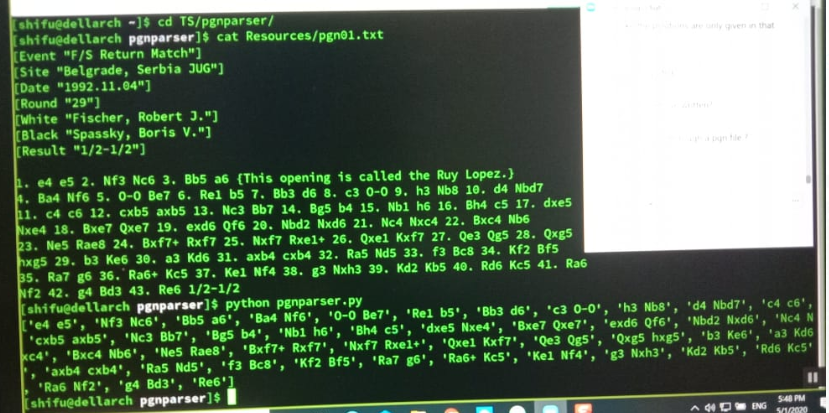 [shifu@dellarch ~]$ cd TS/pgnparser/
[shifu@dellarch pgnparser]$ cat Resources/pgn01.txt
[Event "F/S Return Match"]
[Site "Belgrade, Serbia JUG"]
[Date "1992.11.04"]
[Round "29"]
[White "Fischer, Robert J."]
[Black "Spassky, Boris V."]
[Result "1/2-1/2"]
1. e4 e5 2. Nf3 Nc6 3. Bb5 a6 {This opening is called the Ruy Lopez.}
4. Ba4 Nf6 5. O-O Be7 6. Re1 b5 7. Bb3 d6 8. c3 O-O 9. h3 Nb8 10. d4 Nbd7
11. c4 c6 12. cxb5 axb5 13. Nc3 Bb7 14. Bg5 b4 15. Nb1 h6 16. Bh4 c5 17. dxe5
Nxe4 18. Bxe7 Qxe7 19. exd6 Qf6 20. Nbd2 Nxd6 21. Nc4 Nxc4 22. Bxc4 Nb6
23. Ne5 Rae8 24. Bxf7+ Rxf7 25. Nxf7 Rxe1+ 26. Qxe1 Kxf7 27. Qe3 Qg5 28. Qxg5
hxg5 29. b3 Ke6 30. a3 Kd6 31. axb4 cxb4 32. Ra5 Nd5 33. f3 Bc8 34. Kf2 Bf5
35. Ra7 g6 36. Ra6+ Kc5 37. Ke1 Nf4 38. g3 Nxh3 39. Kd2 Kb5 40. Rd6 Kc5 41. Ra6
Nf2 42. g4 Bd3 43. Re6 1/2-1/2
[shifu@dellarch pgnparser]$ python pgnparser.py
['e4 e5', 'Nf3 Nc6', 'Bb5 a6', 'Ba4 Nf6', 'O-O Be7', 'Re1 b5', 'Bb3 d6', 'c3 O-O', 'h3 Nb8', 'd4 Nbd7', 'c4 c6',
'cxb5 axb5', 'Nc3 Bb7', 'Bg5 b4', 'Nb1 h6', 'Bh4 c5', 'dxe5 Nxe4', 'Bxe7 Qxe7', 'exd6 Qf6', 'Nbd2 Nxd6', 'Nc4 N
xc4', 'Bxc4 Nb6', 'Ne5 Rae8', 'Bxf7+ Rxf7', 'Nxf7 Rxe1+', 'Qxe1 Kxf7', 'Qe3 Qg5', 'Qxg5 hxg5', 'b3 Ke6', 'a3 Kd6
', 'axb4 cxb4', 'Ra5 Nd5', 'f3 Bc8', 'Kf2 Bf5', 'Ra7 g6', 'Ra6+ Kc5', 'Ke1 Nf4', 'g3 Nxh3', 'Kd2 Kb5', 'Rd6 Kc5'
, 'Ra6 Nf2', 'g4 Bd3', 'Re6']
[shifu@dellarch pgnparser]$
are only given in that
a pgn file ?
ENG
5:48 PM
5/1/2020